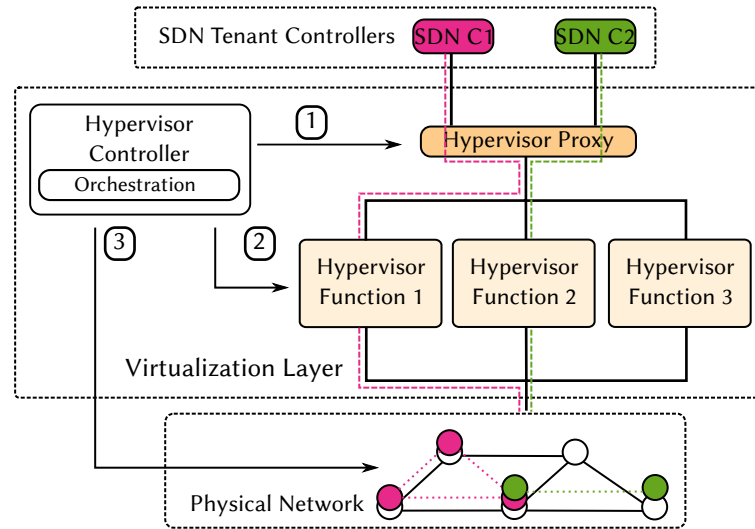 SDN Tenant Controllers
SDN C1
SDN C2
Hypervisor
Controller
Orchestration
1
Hypervisor Proxy
3
2
Hypervisor
Function 1
Hypervisor
Function 2
Hypervisor
Function 3
Virtualization Layer
Physical Network